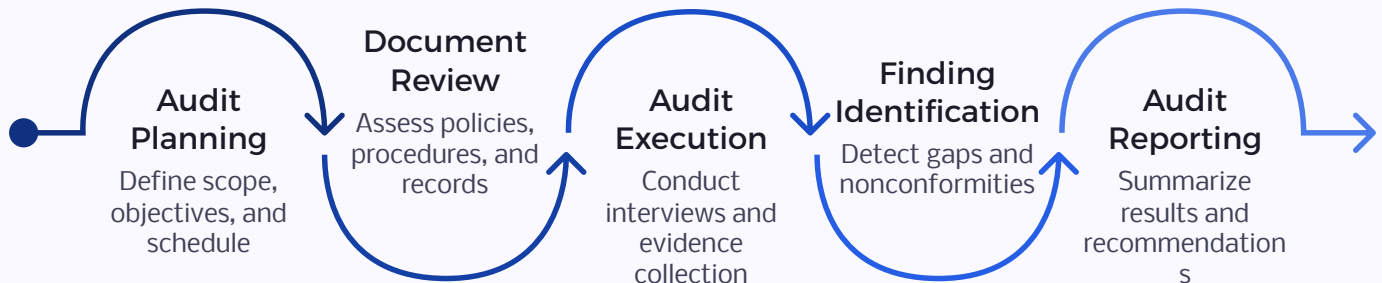 Audit
Planning
Define scope,
objectives, and
schedule
Document
Review
Assess policies,
procedures, and
records
Audit
Execution
Conduct
interviews and
evidence
collection
Finding
Identification
Detect gaps and
nonconformities
Audit
Reporting
Summarize
results and
recommendation
s